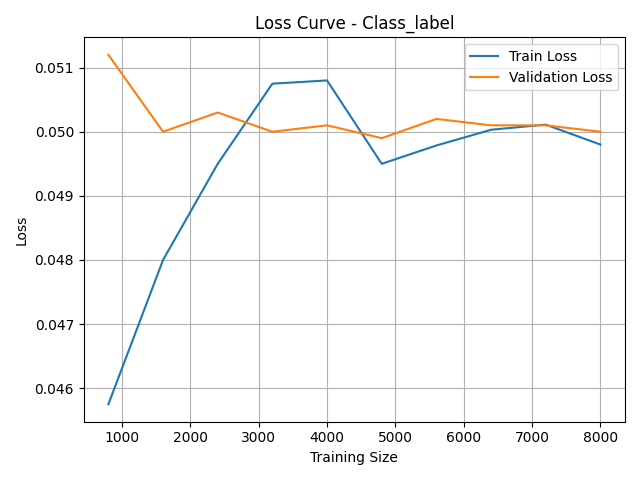 Loss Curve - Class_label
Train Loss
Validation Loss
0.051
0.050
0.049
0.048
0.047
0.046
Loss
1000 2000 3000 4000 5000 6000 7000 8000
Training Size